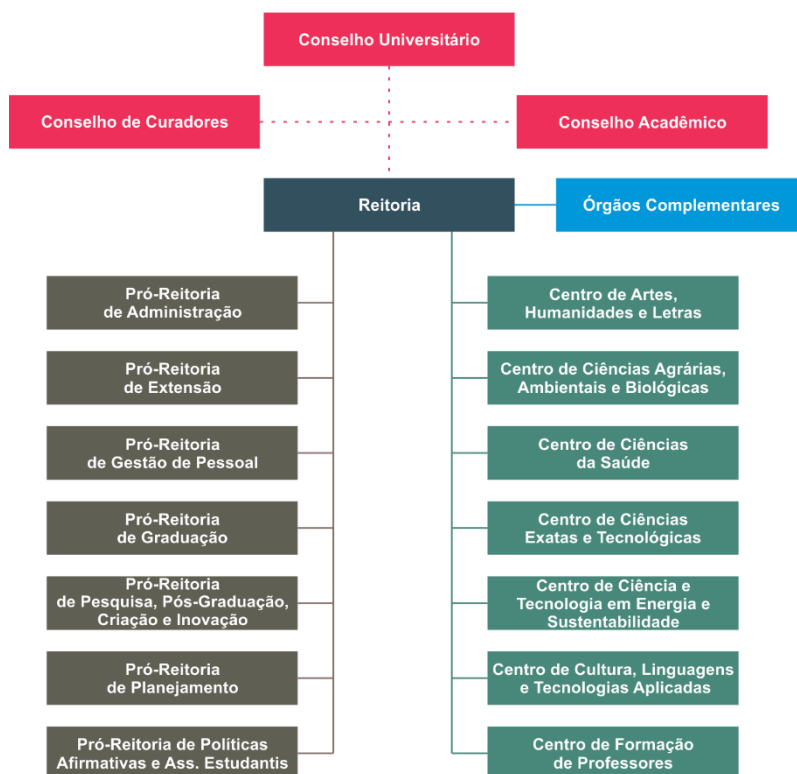 Conselho Universitário
Conselho de Curadores
Conselho Acadêmico
Reitoria
Órgãos Complementares
Pró-Reitoria
de Administração
Pró-Reitoria
de Extensão
Pró-Reitoria
de Gestão de Pessoal
Pró-Reitoria
de Graduação
Pró-Reitoria
de Pesquisa, Pós-Graduação,
Criação e Inovação
Pró-Reitoria
de Planejamento
Pró-Reitoria de Políticas
Afirmativas e Ass. Estudantis
Centro de Artes,
Humanidades e Letras
Centro de Ciências Agrárias,
Ambientais e Biológicas
Centro de Ciências
da Saúde
Centro de Ciências
Exatas e Tecnológicas
Centro de Ciência e
Tecnologia em Energia e
Sustentabilidade
Centro de Cultura, Linguagens
e Tecnologias Aplicadas
Centro de Formação
de Professores